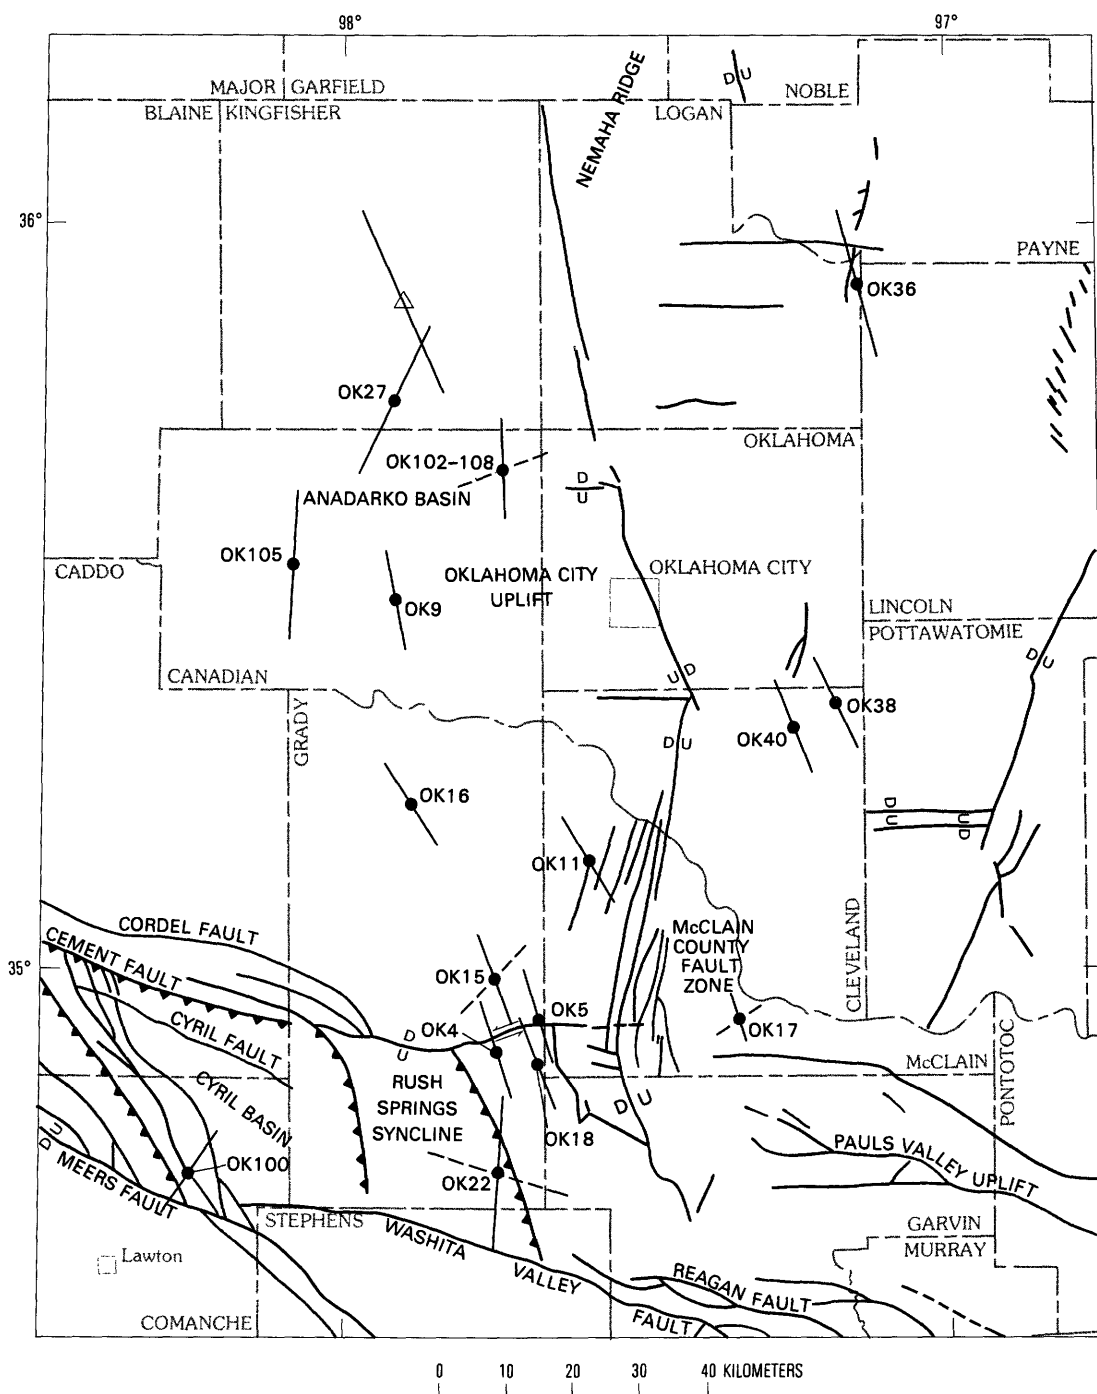 98°
97°
MAJOR
GARFIELD
NEMAHA RIDGE
D U
NOBLE
BLAINE
KINGFISHER
LOGAN
36°
PAYNE
OK36
OK27
OKLAHOMA
OK102-108
D
U
ANADARKO BASIN
OK105
OKLAHOMA CITY
UPLIFT
OKLAHOMA CITY
CADDO
OK9
LINCOLN
POTTAWATOMIE
D U
CANADIAN
U D
OK38
GRADY
D U
OK40
OK16
D
U
U D
OK11
CORDEL FAULT
CEMENT FAULT
McCLAIN
COUNTY
FAULT
ZONE
CLEVELAND
35°
OK15
OK5
OK17
CYRIL FAULT
OK4
D
U
McCLAIN
PONTOTOC
RUSH
SPRINGS
SYNCLINE
CYRIL BASIN
D U
OK18
D U
PAULS VALLEY UPLIFT
MEERS FAULT
OK100
OK22
STEPHENS
WASHITA
VALLEY
FAULT
GARVIN
MURRAY
Lawton
REAGAN FAULT
COMANCHE
0 10 20 30 40 KILOMETERS